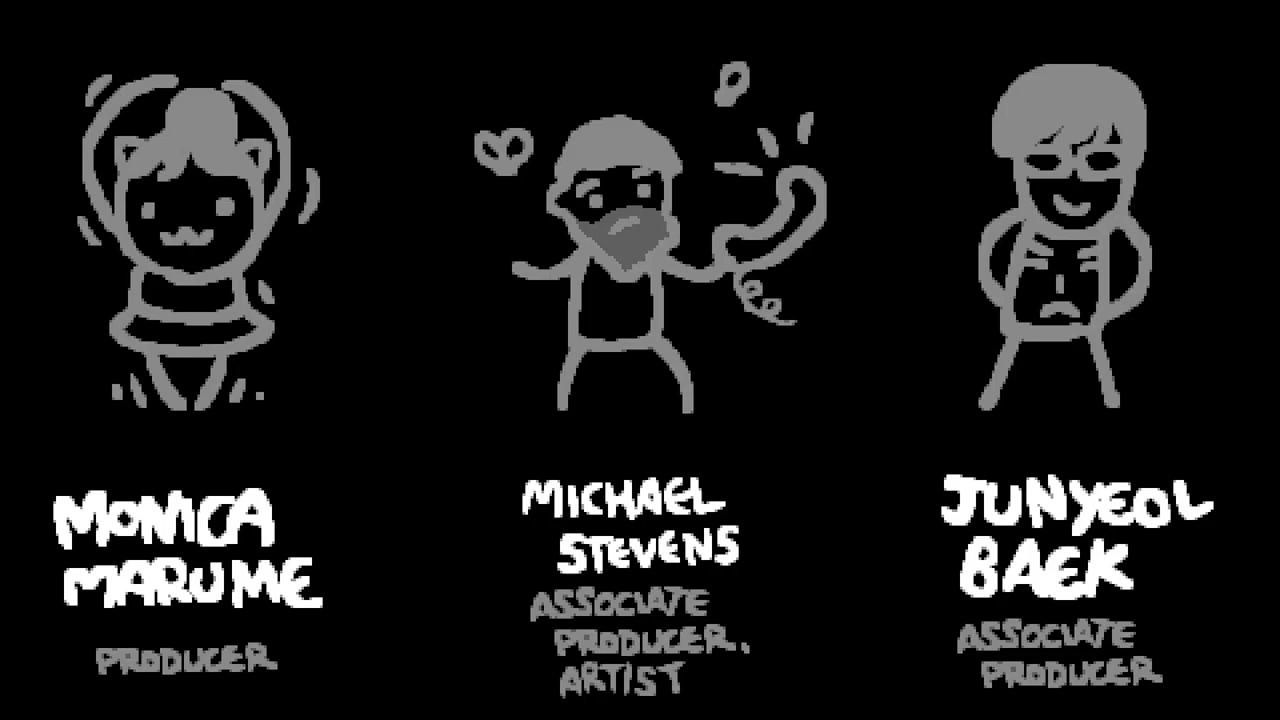 MONICA
MARUME
PRODUCER
MICHAEL
STEVENS
ASSOCIATE
PRODUCER.
ARTIST
JUNYEOL
BAEK
ASSOCIATE
PRODUCER